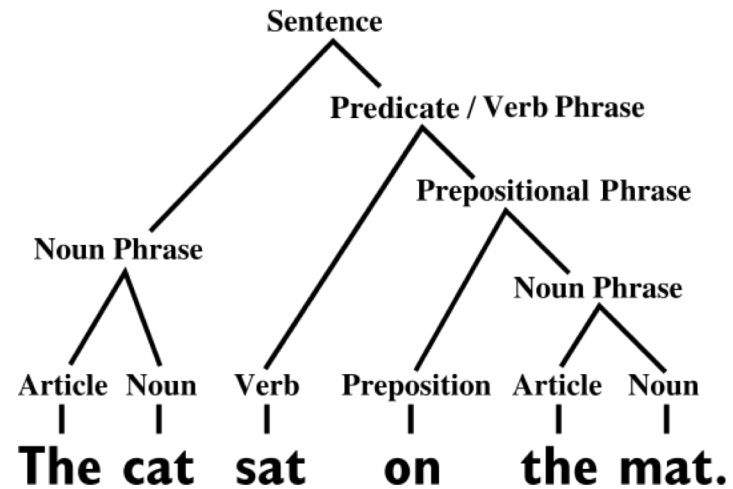 Sentence
Predicate / Verb Phrase
Prepositional Phrase
Noun Phrase
Noun Phrase
Article Noun Verb Preposition Article Noun
The cat sat on the mat.